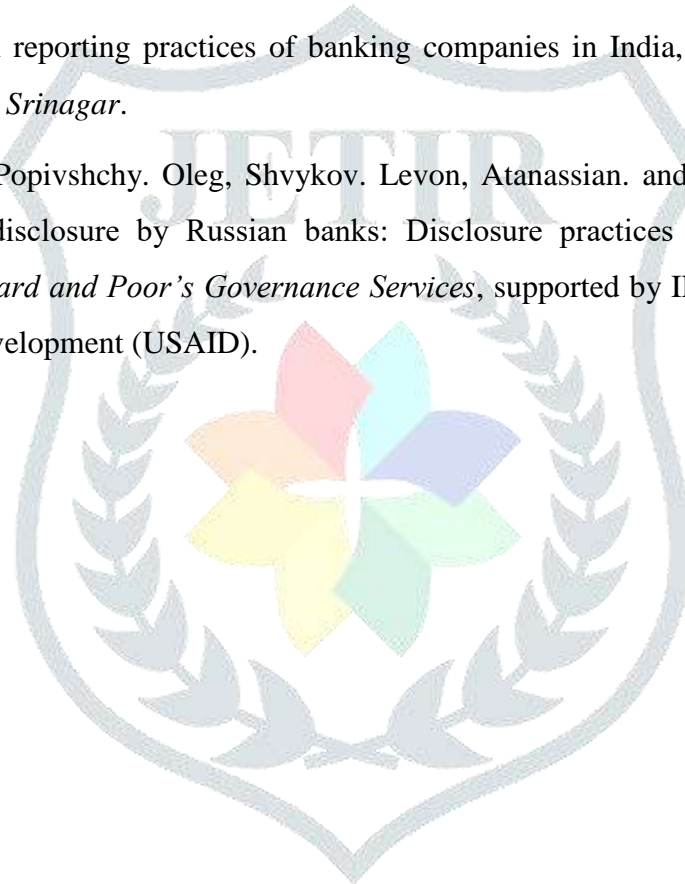 reporting practices of banking companies in India,
Srinagar.
JETIR
Popivshchy. Oleg, Shvykov. Levon, Atanassian. and
disclosure by Russian banks: Disclosure practices
ard and Poor’s Governance Services, supported by
velopment (USAID).